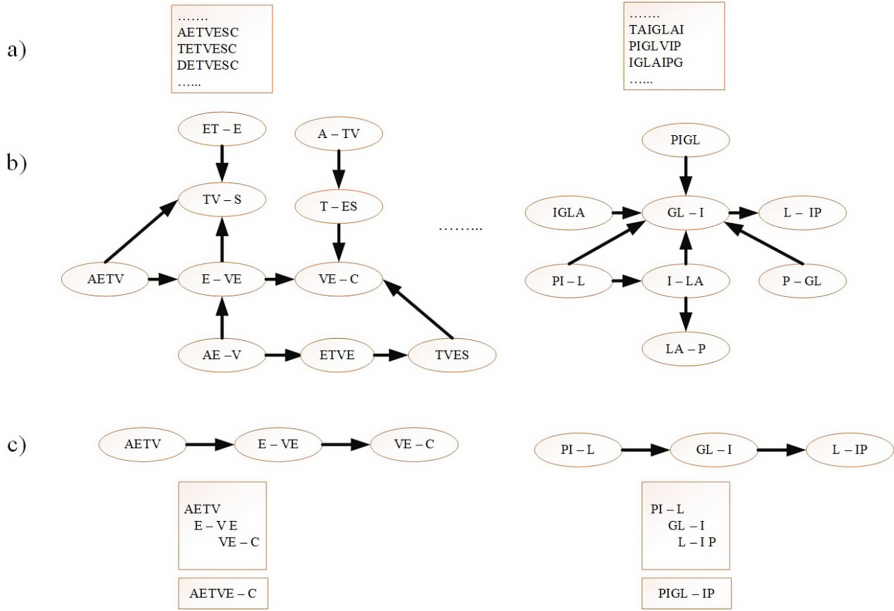 a)
…….
AETVESC
TETVESC
DETVESC
…...
…….
TAIGLAI
PIGLVIP
IGLAIPG
…...
b)
ET – E
A – TV
TV – S
T – ES
AETV
E – VE
VE – C
AE –V
ETVE
TVES
……...
PIGL
IGLA
GL – I
L – IP
PI – L
I – LA
P – GL
LA – P
c)
AETV
E – VE
VE – C
AETV
E – V E
VE – C
AETVE – C
PI – L
GL – I
L – IP
PI – L
GL – I
L – I P
PIGL – IP